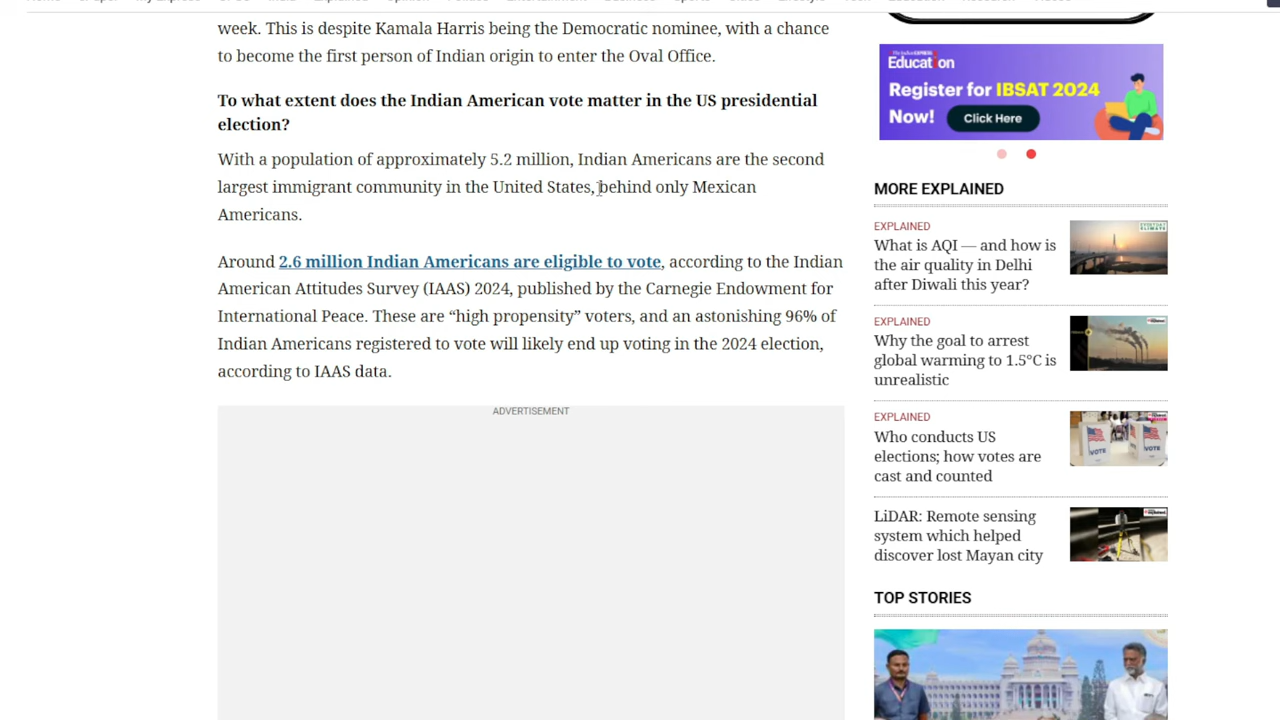 week. This is despite Kamala Harris being the Democratic nominee, with a chance
to become the first person of Indian origin to enter the Oval Office.
To what extent does the Indian American vote matter in the US presidential
election?
With a population of approximately 5.2 million, Indian Americans are the second
largest immigrant community in the United States, behind only Mexican
Americans.
Around 2.6 million Indian Americans are eligible to vote, according to the Indian
American Attitudes Survey (IAAS) 2024, published by the Carnegie Endowment for
International Peace. These are “high propensity” voters, and an astonishing 96% of
Indian Americans registered to vote will likely end up voting in the 2024 election,
according to IAAS data.
ADVERTISEMENT
The Indian EXPRESS
Education
Register for IBSAT 2024
Now! Click Here
MORE EXPLAINED
EXPLAINED
What is AQI — and how is
the air quality in Delhi
after Diwali this year?
EXPLAINED
Why the goal to arrest
global warming to 1.5°C is
unrealistic
EXPLAINED
Who conducts US
elections; how votes are
cast and counted
VOTE
VOTE
LiDAR: Remote sensing
system which helped
discover lost Mayan city
TOP STORIES